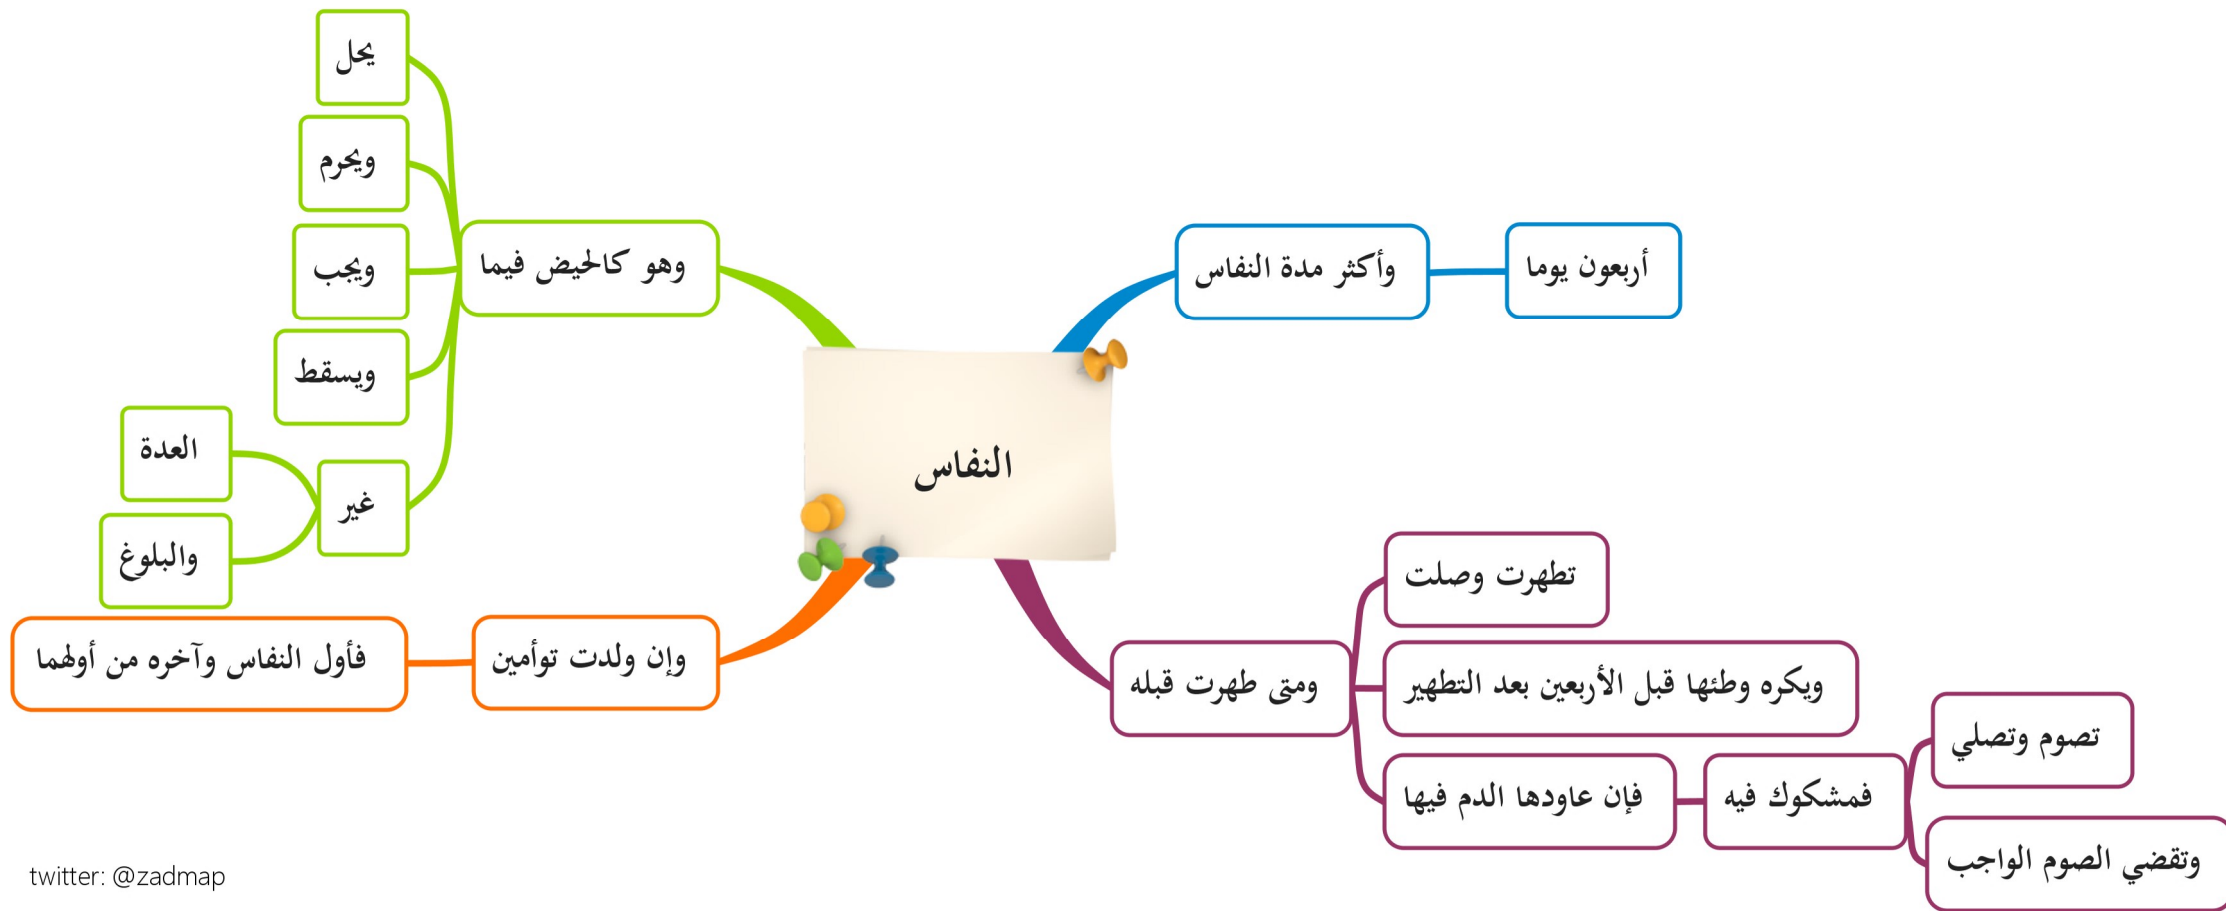 النفاس
وأكثر مدة النفاس
أربعون يوما
ومتى طهرت قبله
تطهرت وصلت
ويكره وطئها قبل الأربعين بعد التطهير
فإن عاودها الدم فيها
فمشكوك فيه
تصوم وتصلي
وتقضي الصوم الواجب
وهو كالحيض فيما
يحل
ويحرم
ويجب
ويسقط
غير
العدة
والبلوغ
وإن ولدت توأمين
فأول النفاس وآخره من أولهما
twitter: @zadmap